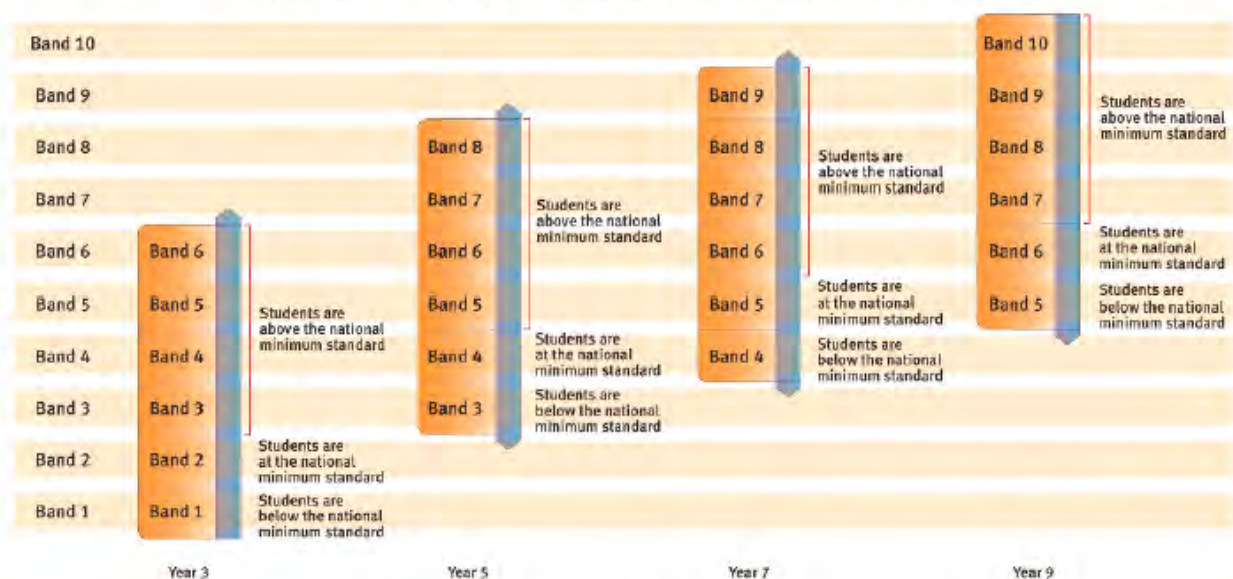 Band 10
Band 9
Band 8
Band 7
Band 6
Band 5
Band 4
Band 3
Band 2
Band 1
Band 6
Band 5
Band 4
Band 3
Band 2
Band 1
Students are
above the national
minimum standard
Students are
at the national
minimum standard
Students are
below the national
minimum standard
Year 3
Band 8
Band 7
Band 6
Band 5
Band 4
Band 3
Students are
above the national
minimum standard
Students are
at the national
minimum standard
Students are
below the national
minimum standard
Year 5
Band 9
Band 8
Band 7
Band 6
Band 5
Band 4
Students are
above the national
minimum standard
Students are
at the national
minimum standard
Students are
below the national
minimum standard
Year 7
Band 10
Band 9
Band 8
Band 7
Band 6
Band 5
Students are
above the national
minimum standard
Students are
at the national
minimum standard
Students are
below the national
minimum standard
Year 9